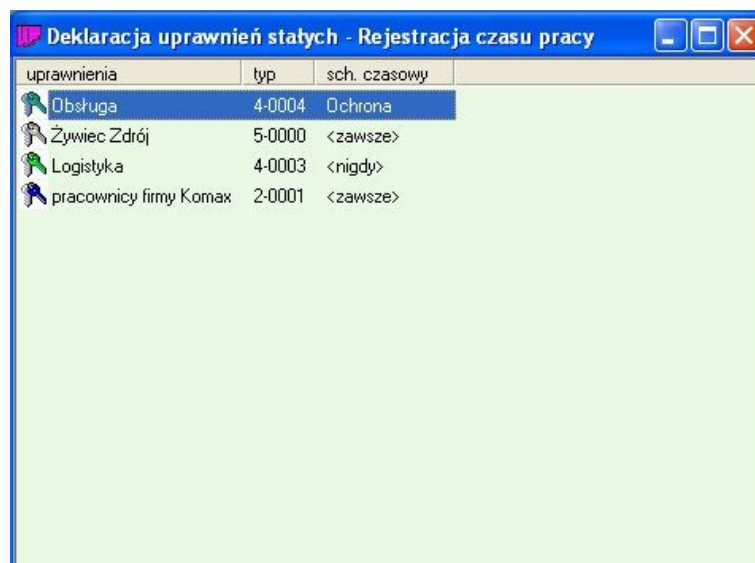 Deklaracja uprawnień stałych - Rejestracja czasu pracy
uprawnienia typ sch. czasowy
Obsługa 4-0004 Ochrona
Żywiec Zdrój 5-0000 <zawsze>
Logistyka 4-0003 <nigdy>
pracownicy firmy Komax 2-0001 <zawsze>